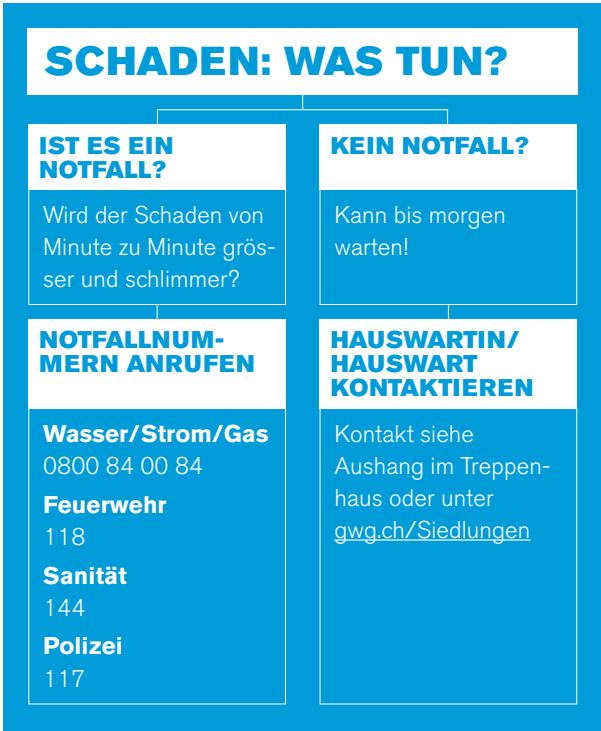 SCHADEN: WAS TUN?
IST ES EIN
NOTFALL?
Wird der Schaden von
Minute zu Minute grös-
ser und schlimmer?
NOTFALLNUM-
MERN ANRUFEN
Wasser/Strom/Gas
0800 84 00 84
Feuerwehr
118
Sanität
144
Polizei
117
KEIN NOTFALL?
Kann bis morgen
warten!
HAUSWARTIN/
HAUSWART
KONTAKTIEREN
Kontakt siehe
Aushang im Treppen-
haus oder unter
gwg.ch/Siedlungen